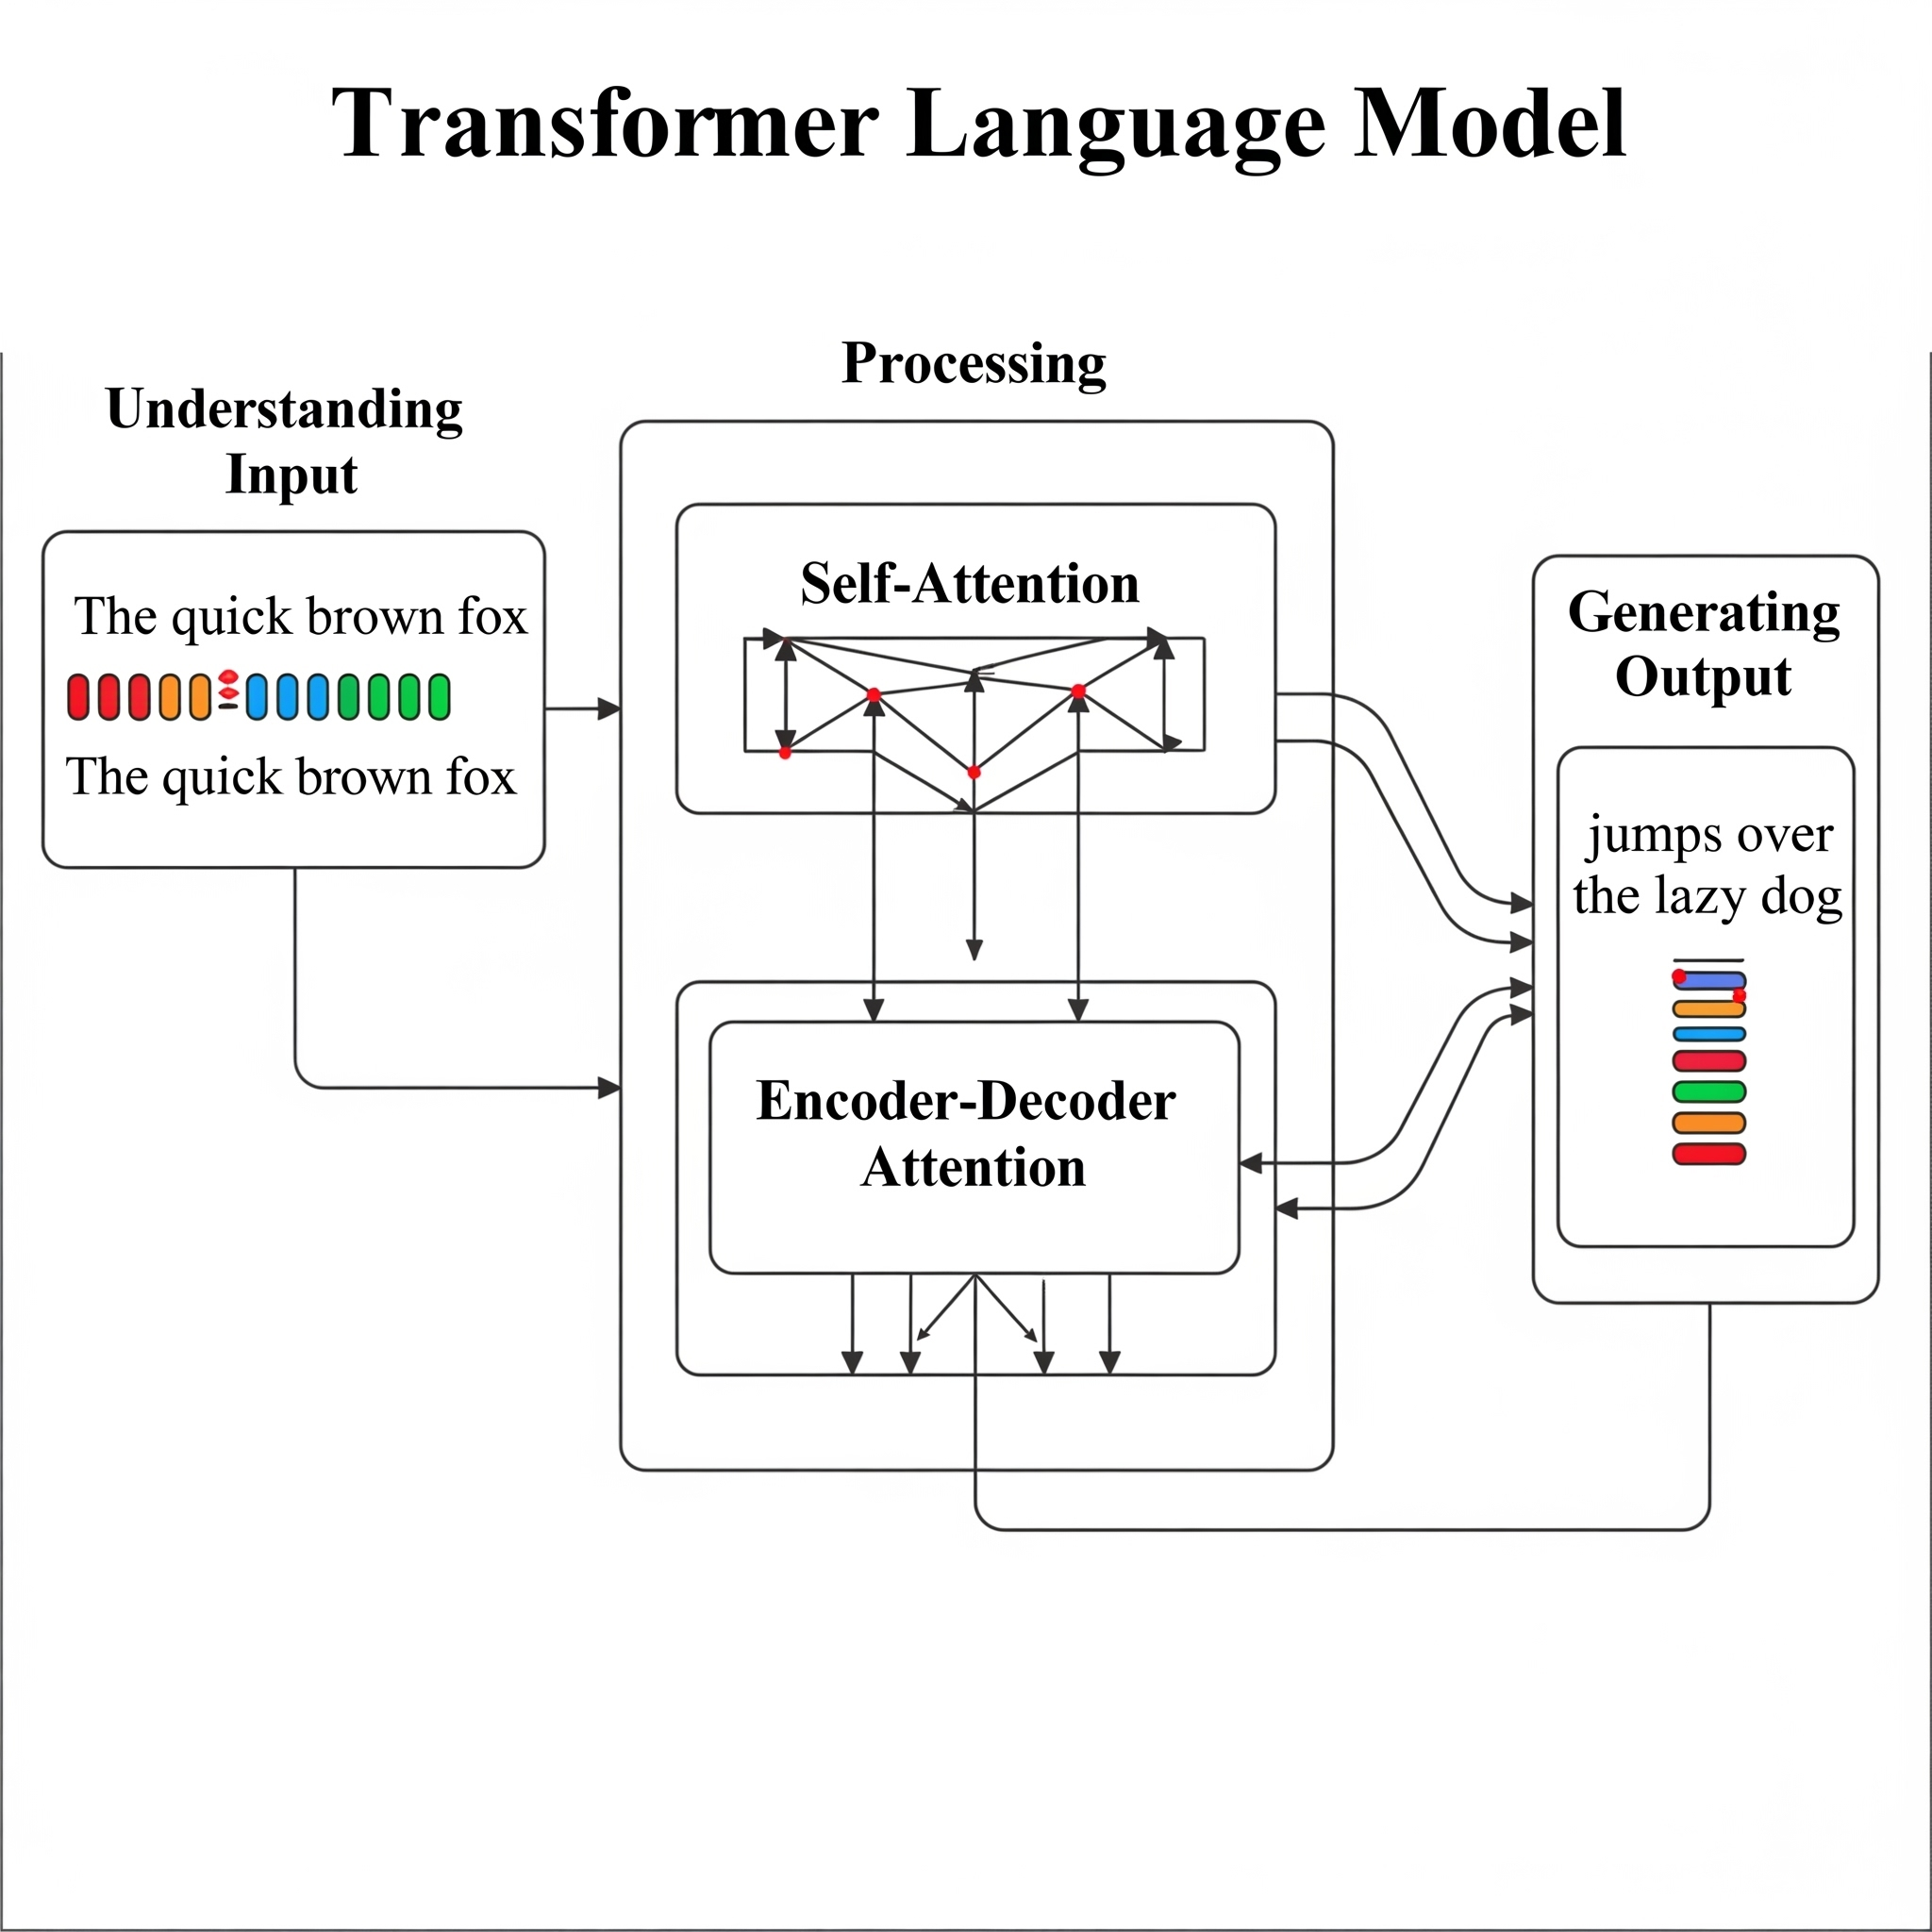 Transformer Language Model
Processing
Understanding
Input
The quick brown fox
The quick brown fox
Self-Attention
Encoder-Decoder
Attention
Generating
Output
jumps over
the lazy dog